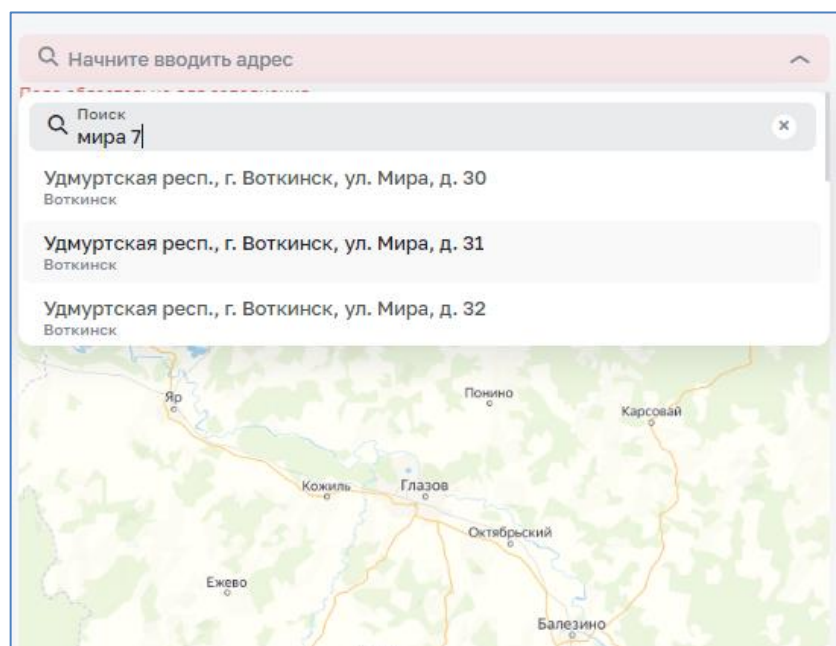 Начните вводить адрес
Поиск
мира 7
Удмуртская респ., г. Воткинск, ул. Мира, д. 30
Воткинск
Удмуртская респ., г. Воткинск, ул. Мира, д. 31
Воткинск
Удмуртская респ., г. Воткинск, ул. Мира, д. 32
Воткинск
Яр
Понино
Карсовай
Кожиль
Глазов
Октябрьский
Ежево
Балезино